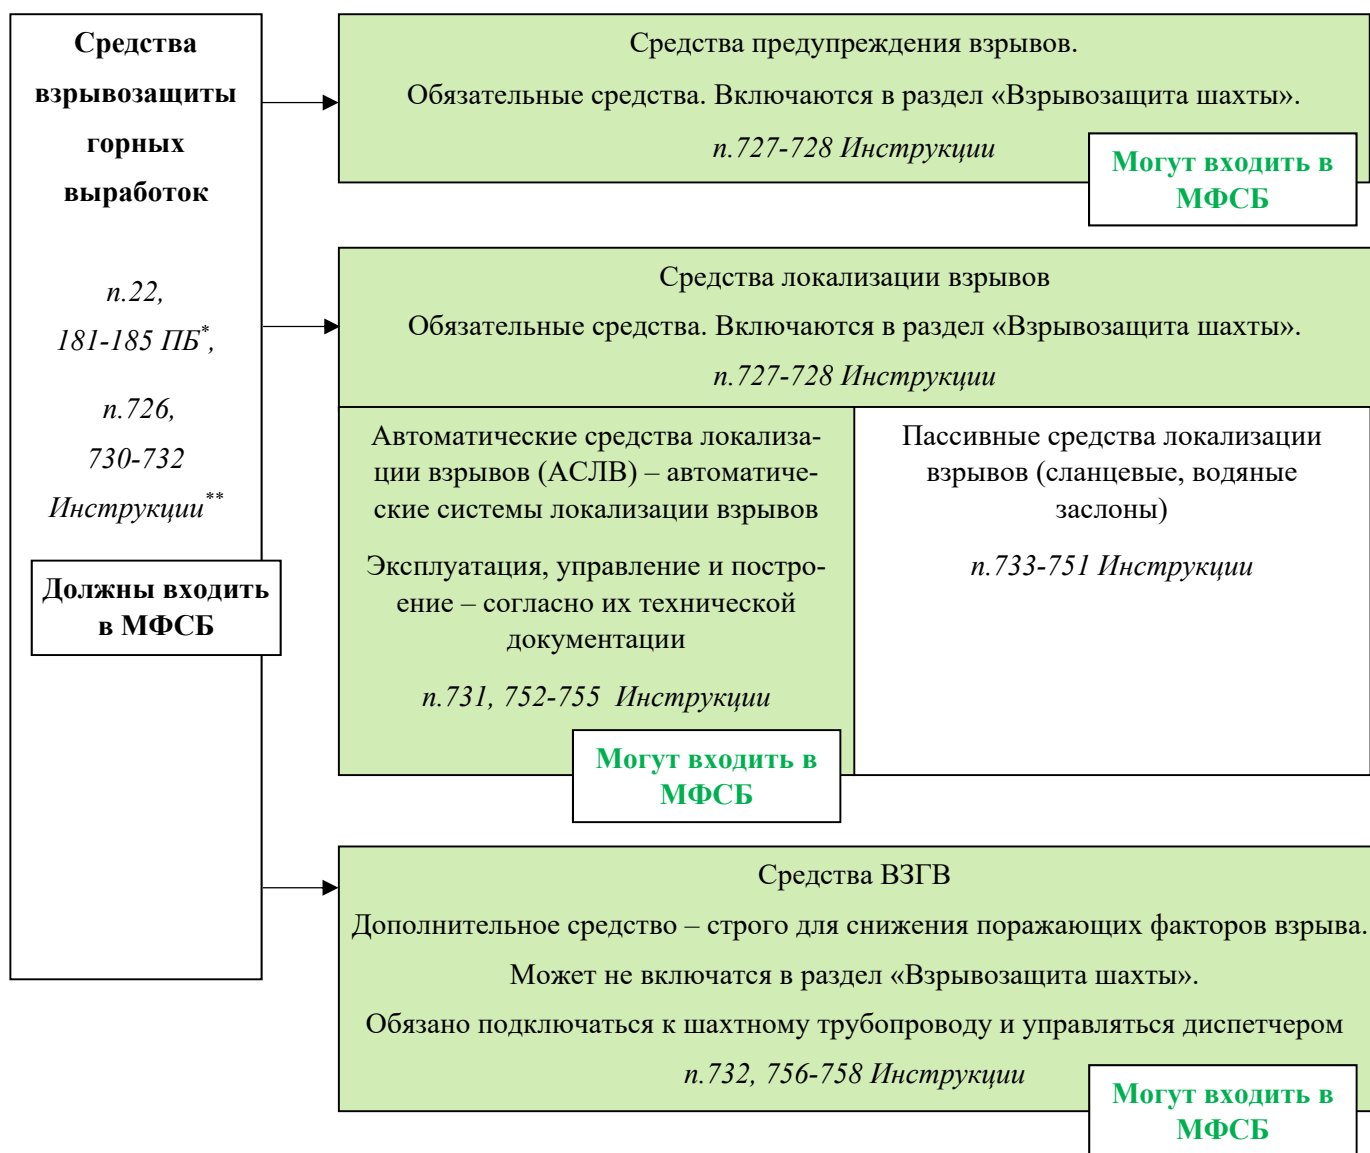 Средства
взрывозащиты
горных
выработок
п.22,
181-185 ПБ*,
п.726,
730-732
Инструкции**
Должны входить
в МФСБ
Средства предупреждения взрывов.
Обязательные средства. Включаются в раздел «Взрывозащита шахты».
п.727-728 Инструкции
Могут входить в
МФСБ
Средства локализации взрывов
Обязательные средства. Включаются в раздел «Взрывозащита шахты».
п.727-728 Инструкции
Автоматические средства локализа-
ции взрывов (АСЛВ) – автоматиче-
ские системы локализации взрывов
Эксплуатация, управление и постро-
ение – согласно их технической
документации
п.731, 752-755 Инструкции
Могут входить в
МФСБ
Пассивные средства локализации
взрывов (сланцевые, водяные
заслоны)
п.733-751 Инструкции
Средства ВЗГВ
Дополнительное средство – строго для снижения поражающих факторов взрыва.
Может не включатся в раздел «Взрывозащита шахты».
Обязано подключаться к шахтному трубопроводу и управляться диспетчером
п.732, 756-758 Инструкции
Могут входить в
МФСБ